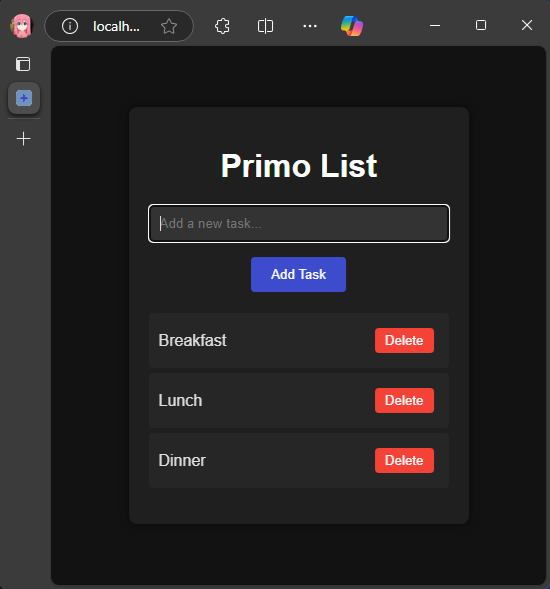 localh...
Primo List
Add a new task...
Add Task
Breakfast Delete
Lunch Delete
Dinner Delete